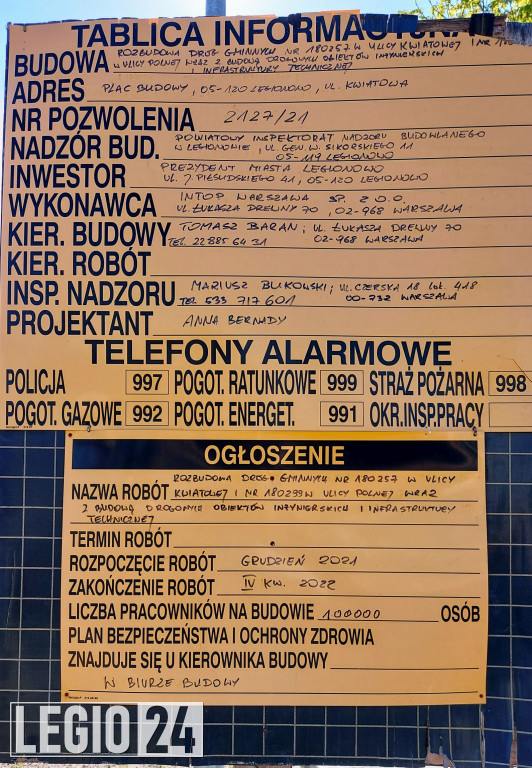 TABLICA INFORMACYJNA
BUDOWA ROZBUDOWA DRÓG GMINNYCH NR 180257W ULICY KWIATOWEJ I NR
W ULICY POLNEJ WRAZ Z BUDOWĄ DROGOWYCH OBIEKTÓW INŻYNIERSKICH
I INFRASTRUKTURY TECHNICZNEJ
ADRES PLAC BUDOWY, 05-120 LEGIONOWO, UL. KWIATOWA
NR POZWOLENIA 2127/21
NADZÓR BUD. POWIATOWY INSPEKTORAT NADZORU BUDOWLANEGO
W LEGIONOWIE, UL. GEN. W. SIKORSKIEGO 11
05-119 LEGIONOWO
INWESTOR PREZYDENT MIASTA LEGIONOWO
UL. J. PIŁSUDSKIEGO 41, 05-120 LEGIONOWO
WYKONAWCA INTOP WARSZAWA SP. Z O.O.
UL. ŁUKASZA DREWNY 70, 02-968 WARSZAWA
KIER. BUDOWY TOMASZ BARAN; UL. ŁUKASZA DREWNY 70
TEL. 22 885 64 31 02-968 WARSZAWA
KIER. ROBÓT
INSP. NADZORU MARIUSZ BUKOWSKI; UL. CZERSKA 18 lok. 418
TEL 533 717 601 00-732 WARSZAWA
PROJEKTANT ANNA BERNADY
TELEFONY ALARMOWE
POLICJA 997 POGOT. RATUNKOWE 999 STRAŻ POŻARNA 998
POGOT. GAZOWE 992 POGOT. ENERGET. 991 OKR.INSP.PRACY
OGŁOSZENIE
ROZBUDOWA DRÓG GMINNYCH NR 180257 W ULICY
NAZWA ROBÓT KWIATOWEJ I NR 180299W ULICY POLNEJ WRAZ
Z BUDOWĄ DROGOWYCH OBIEKTÓW INŻYNIERSKICH I INFRASTRUKTURY
TECHNICZNEJ
TERMIN ROBÓT
ROZPOCZĘCIE ROBÓT GRUDZIEŃ 2021
ZAKOŃCZENIE ROBÓT IV KW. 2022
LICZBA PRACOWNIKÓW NA BUDOWIE 100000 OSÓB
PLAN BEZPIECZEŃSTWA I OCHRONY ZDROWIA
ZNAJDUJE SIĘ U KIEROWNIKA BUDOWY
W BIURZE BUDOWY
LEGIO 24